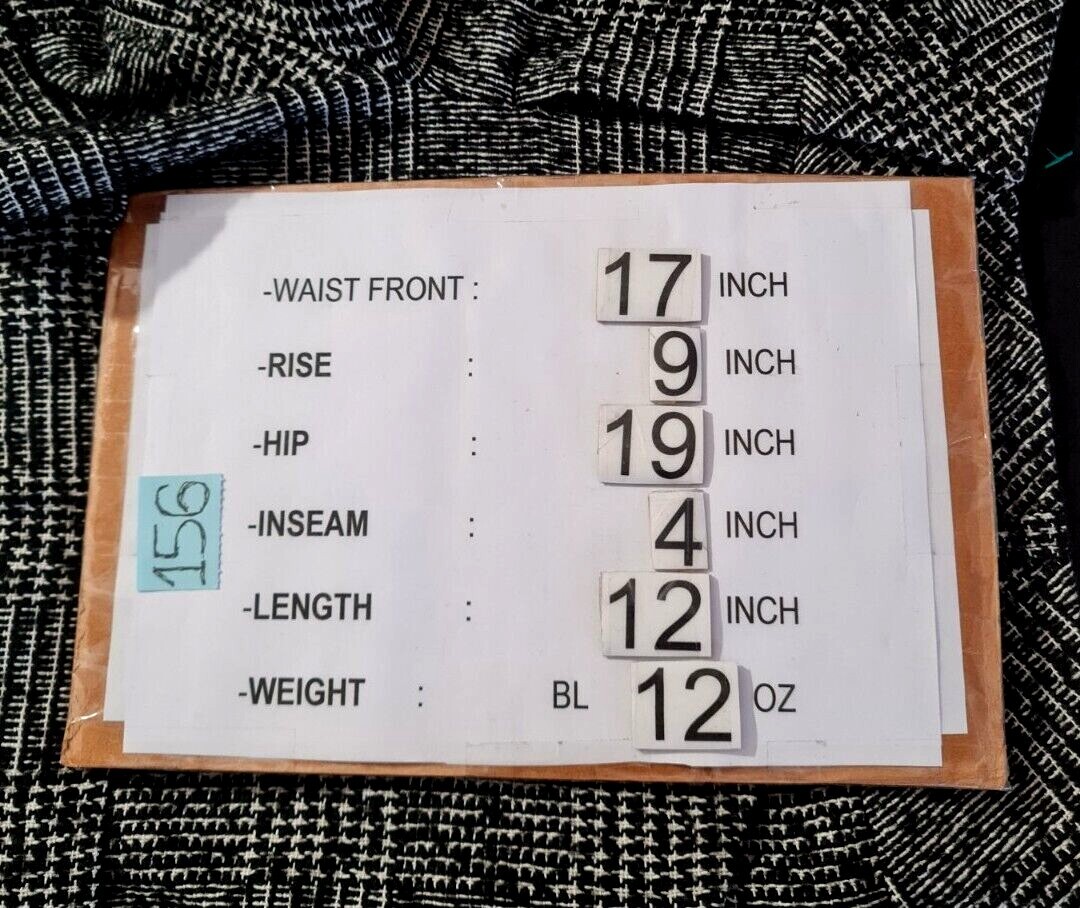 -WAIST FRONT : 17 INCH
-RISE : 9 INCH
-HIP : 19 INCH
-INSEAM : 4 INCH
-LENGTH : 12 INCH
-WEIGHT : BL 12 OZ
156